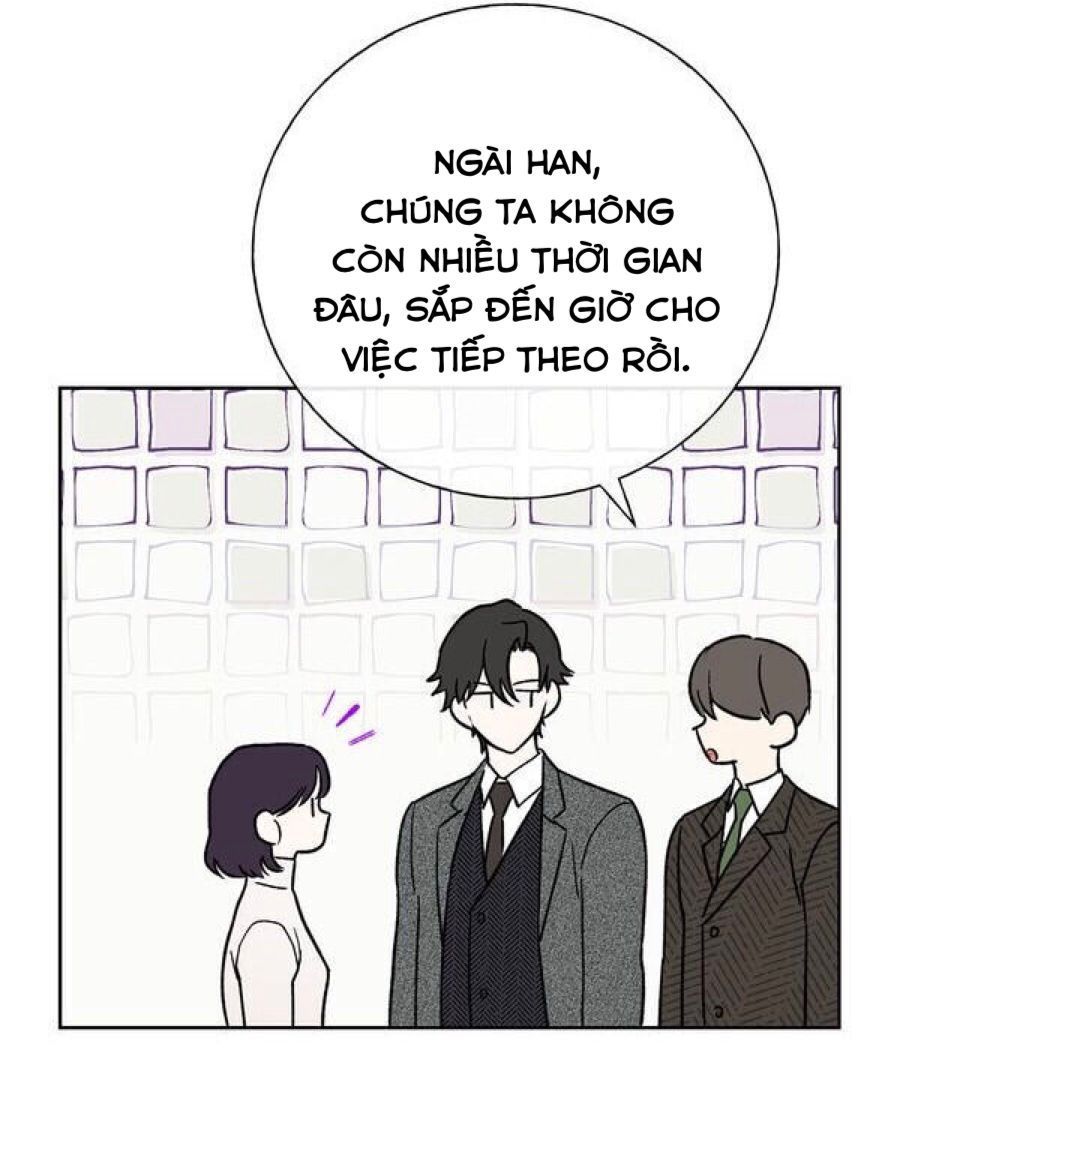 NGÀI HAN,
CHÚNG TA KHÔNG
CÒN NHIỀU THỜI GIAN
ĐÂU, SẮP ĐẾN GIỜ CHO
VIỆC TIẾP THEO RỒI.